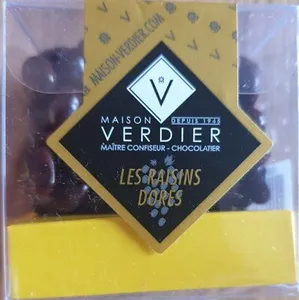 MAISON-VERDIER.COM
V
MAISON DEPUIS 1946
VERDIER
MAÎTRE CONFISEUR - CHOCOLATIER
LES RAISINS
DORÉS